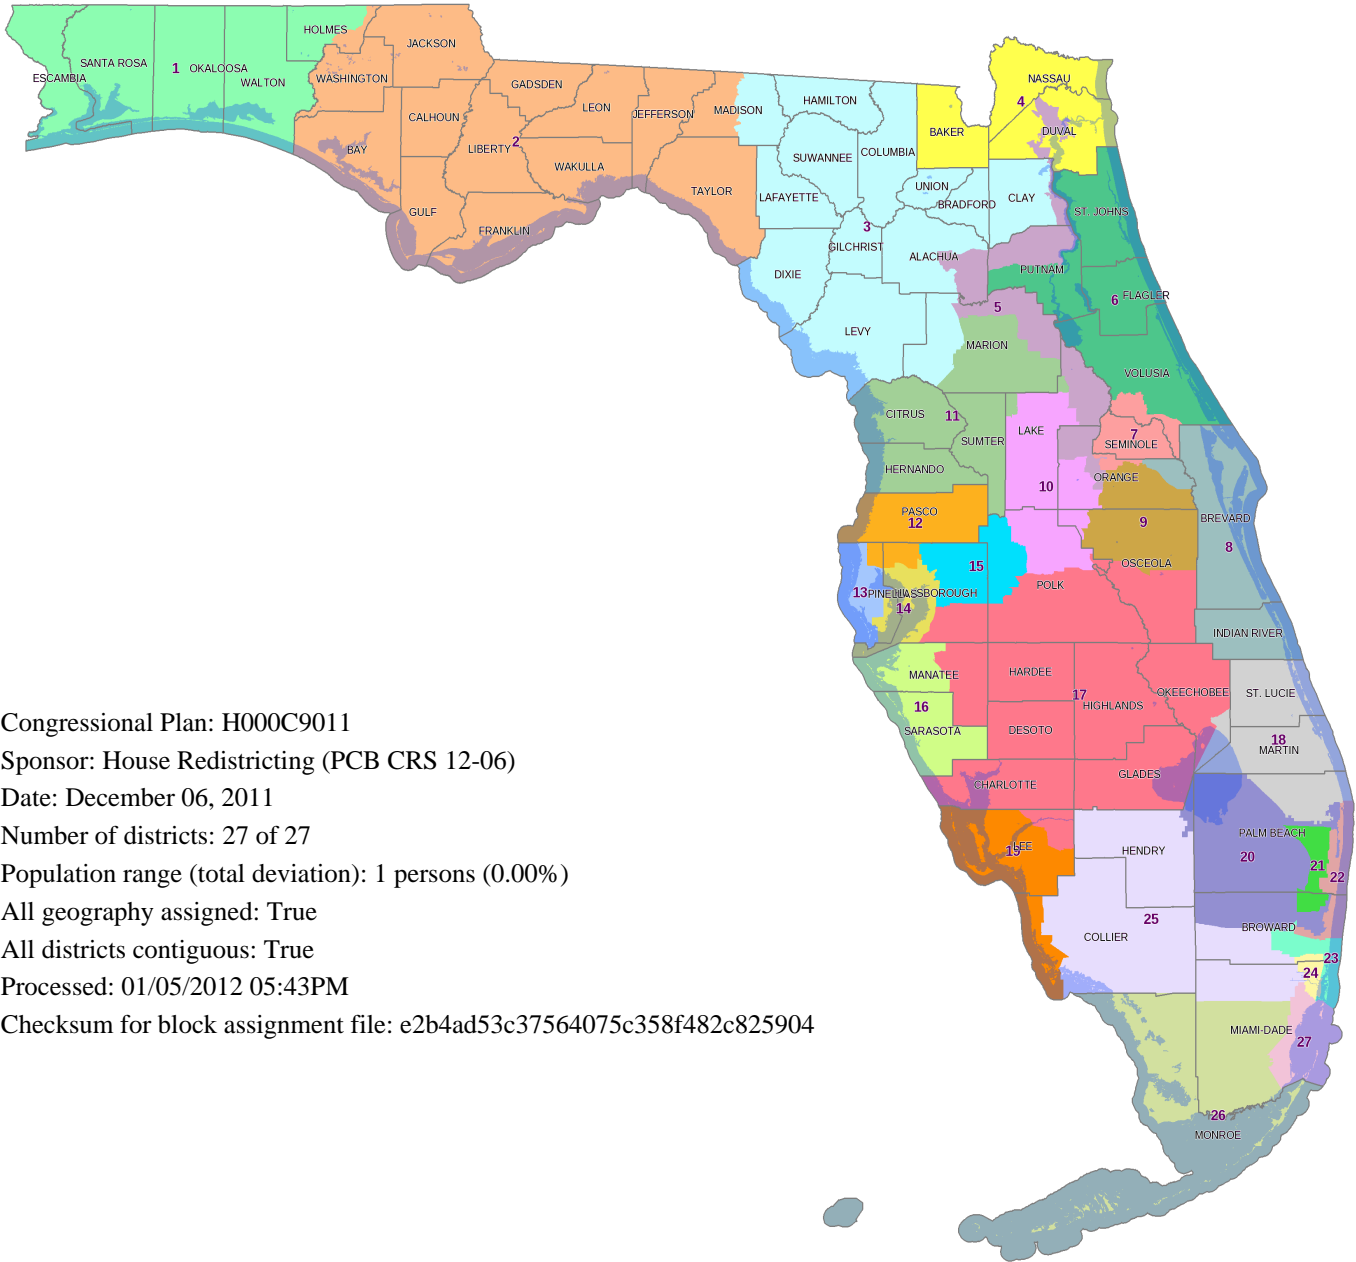 HOLMES
JACKSON
SANTA ROSA
1
OKALOOSA
ESCAMBIA
WALTON
WASHINGTON
GADSDEN
LEON
JEFFERSON
MADISON
HAMILTON
NASSAU
4
CALHOUN
BAKER
DUVAL
BAY
LIBERTY
2
WAKULLA
SUWANNEE
COLUMBIA
TAYLOR
LAFAYETTE
UNION
BRADFORD
CLAY
GULF
FRANKLIN
3
ST. JOHNS
GILCHRIST
ALACHUA
DIXIE
PUTNAM
5
6
FLAGLER
LEVY
MARION
VOLUSIA
CITRUS
11
LAKE
7
SUMTER
SEMINOLE
HERNANDO
ORANGE
10
PASCO
12
9
BREVARD
8
15
OSCEOLA
POLK
13
PINELLAS
HILLSBOROUGH
14
INDIAN RIVER
MANATEE
HARDEE
17
OKEECHOBEE
ST. LUCIE
16
HIGHLANDS
SARASOTA
DESOTO
18
MARTIN
GLADES
CHARLOTTE
PALM BEACH
19
LEE
HENDRY
20
21
22
25
COLLIER
BROWARD
23
24
MIAMI-DADE
27
26
MONROE
Congressional Plan: H000C9011
Sponsor: House Redistricting (PCB CRS 12-06)
Date: December 06, 2011
Number of districts: 27 of 27
Population range (total deviation): 1 persons (0.00%)
All geography assigned: True
All districts contiguous: True
Processed: 01/05/2012 05:43PM
Checksum for block assignment file: e2b4ad53c37564075c358f482c825904